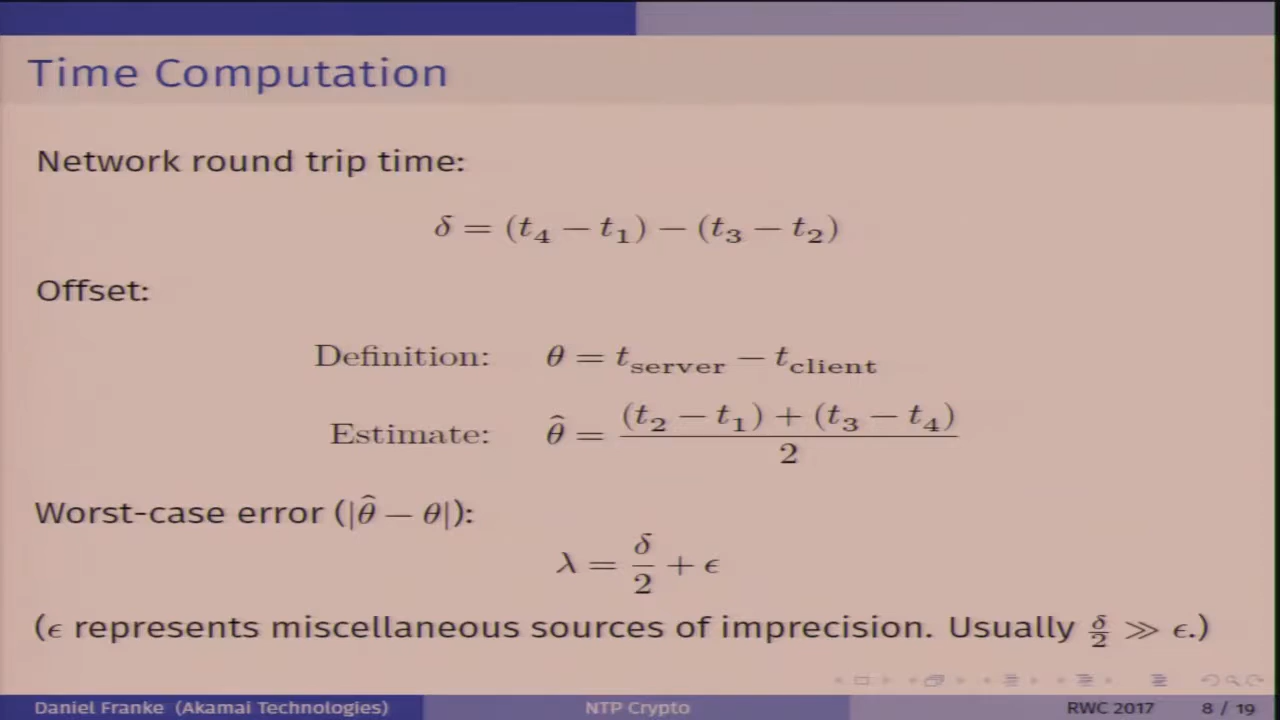 Time Computation
Network round trip time:
δ = (t₄ − t₁) − (t₃ − t₂)
Offset:
Definition: θ = t_server − t_client
Estimate: θ̂ = ((t₂ − t₁) + (t₃ − t₄)) / 2
Worst-case error (|θ̂ − θ|):
λ = δ/2 + ϵ
(ϵ represents miscellaneous sources of imprecision. Usually δ/2 ≫ ϵ.)
Daniel Franke (Akamai Technologies) NTP Crypto RWC 2017 8 / 19